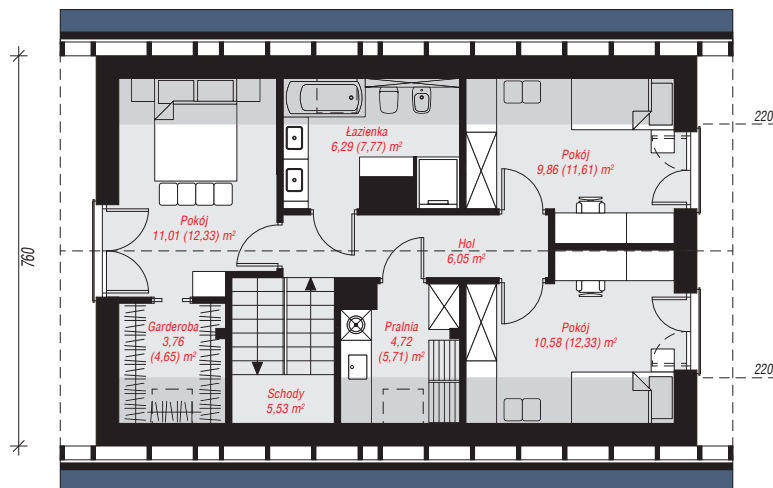 Łazienka
6,29 (7,77) m²
Pokój
9,86 (11,61) m²
220
Pokój
11,01 (12,33) m²
Hol
6,05 m²
760
Garderoba
3,76
(4,65) m²
Pralnia
4,72
(5,71) m²
Pokój
10,58 (12,33) m²
Schody
5,53 m²
220